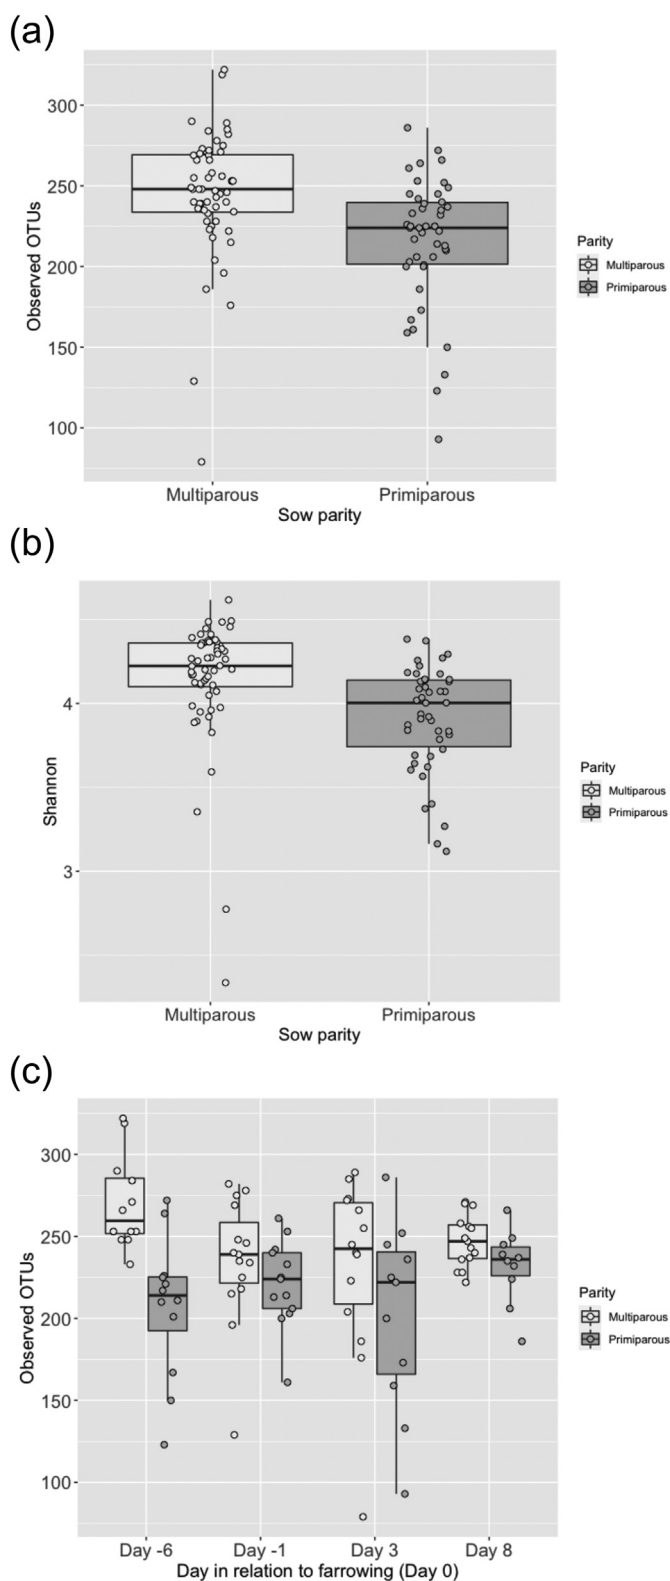 (a)
300
250
200
150
100
Observed OTUs
Multiparous
Primiparous
Sow parity
Parity
Multiparous
Primiparous
(b)
4
3
Shannon
Multiparous
Primiparous
Sow parity
Parity
Multiparous
Primiparous
(c)
300
250
200
150
100
Observed OTUs
Day -6
Day -1
Day 3
Day 8
Day in relation to farrowing (Day 0)
Parity
Multiparous
Primiparous